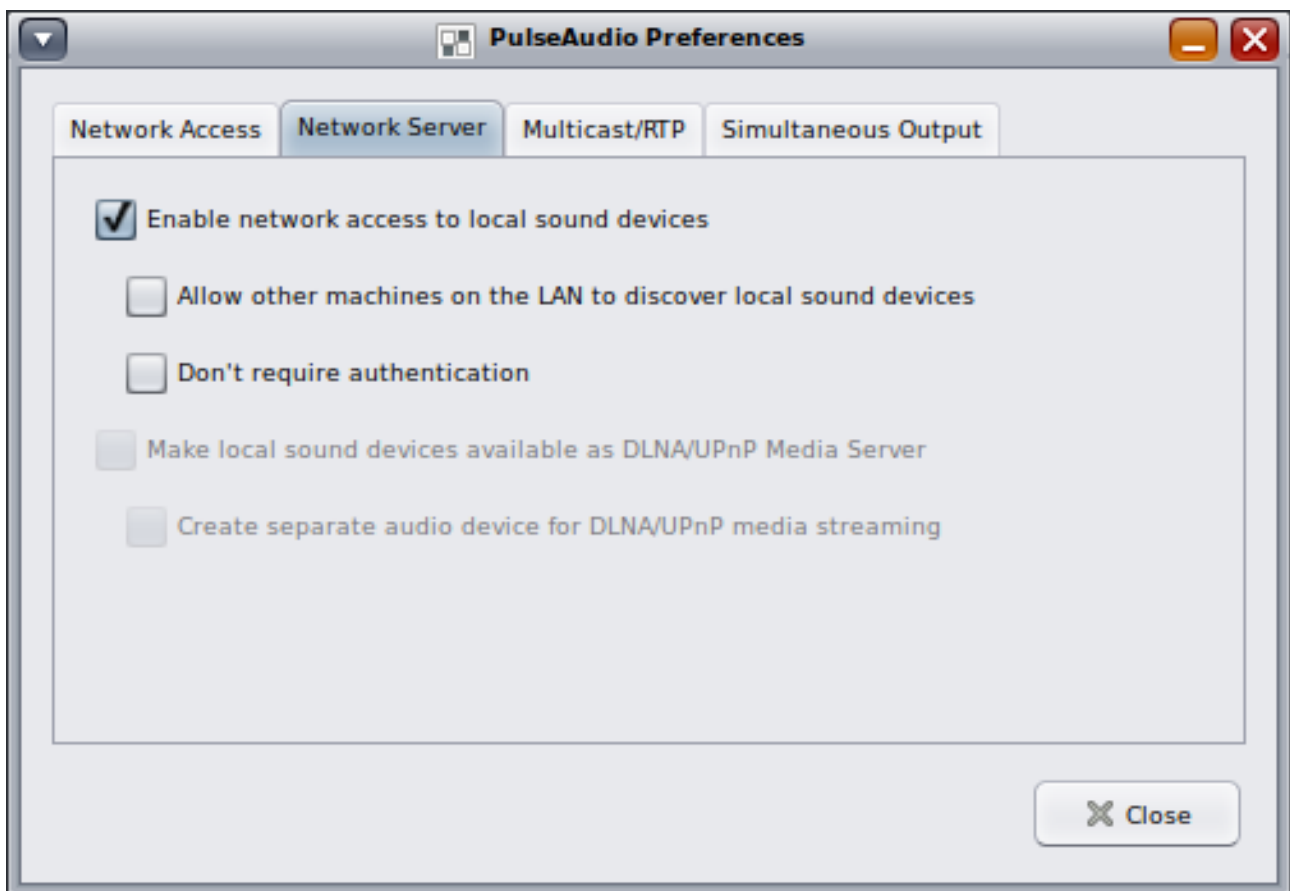 PulseAudio Preferences
Network Access Network Server Multicast/RTP Simultaneous Output
Enable network access to local sound devices
Allow other machines on the LAN to discover local sound devices
Don't require authentication
Make local sound devices available as DLNA/UPnP Media Server
Create separate audio device for DLNA/UPnP media streaming
Close